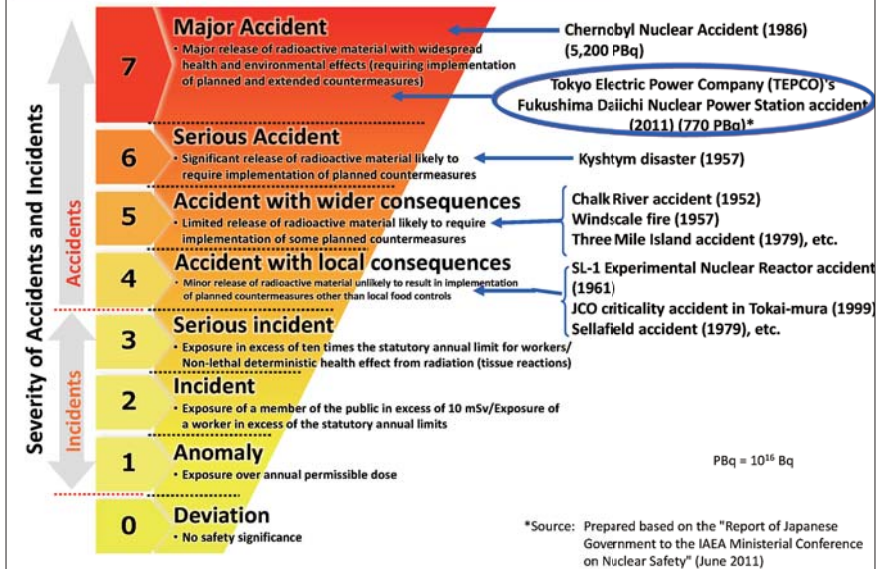 Severity of Accidents and Incidents
Accidents
Incidents
7
Major Accident
• Major release of radioactive material with widespread
health and environmental effects (requiring implementation
of planned and extended countermeasures)
Chernobyl Nuclear Accident (1986)
(5,200 PBq)
Tokyo Electric Power Company (TEPCO)'s
Fukushima Daiichi Nuclear Power Station accident
(2011) (770 PBq)*
6
Serious Accident
• Significant release of radioactive material likely to
require implementation of planned countermeasures
Kyshtym disaster (1957)
5
Accident with wider consequences
• Limited release of radioactive material likely to require
implementation of some planned countermeasures
Chalk River accident (1952)
Windscale fire (1957)
Three Mile Island accident (1979), etc.
4
Accident with local consequences
• Minor release of radioactive material unlikely to result in implementation
of planned countermeasures other than local food controls
SL-1 Experimental Nuclear Reactor accident
(1961)
JCO criticality accident in Tokai-mura (1999)
Sellafield accident (1979), etc.
3
Serious incident
• Exposure in excess of ten times the statutory annual limit for workers/
Non-lethal deterministic health effect from radiation (tissue reactions)
2
Incident
• Exposure of a member of the public in excess of 10 mSv/Exposure of
a worker in excess of the statutory annual limits
1
Anomaly
• Exposure over annual permissible dose
PBq = 10¹⁶ Bq
0
Deviation
• No safety significance
*Source: Prepared based on the "Report of Japanese
Government to the IAEA Ministerial Conference
on Nuclear Safety" (June 2011)